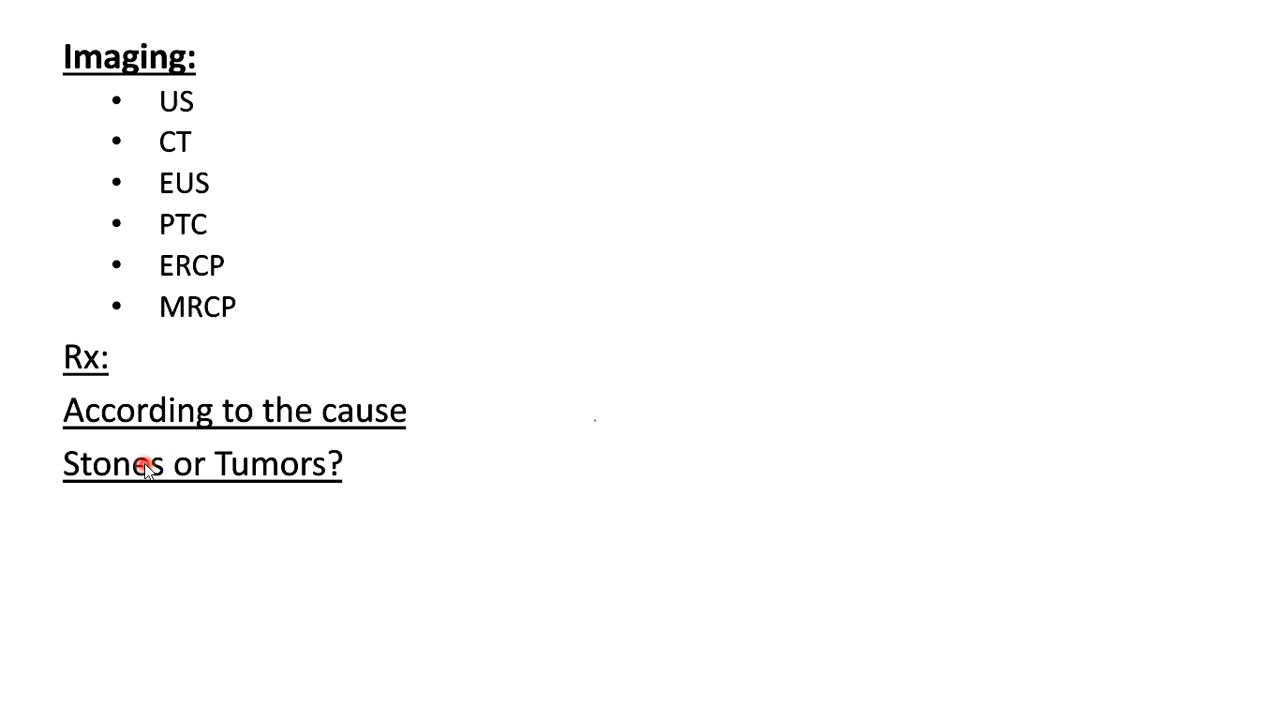 Imaging:
• US
• CT
• EUS
• PTC
• ERCP
• MRCP
Rx:
According to the cause
Stones or Tumors?